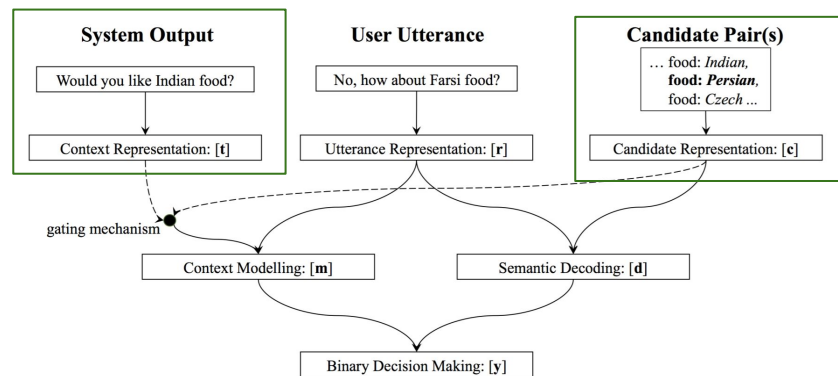 System Output
User Utterance
Candidate Pair(s)
Would you like Indian food?
No, how about Farsi food?
... food: Indian,
food: Persian,
food: Czech ...
Context Representation: [t]
Utterance Representation: [r]
Candidate Representation: [c]
gating mechanism
Context Modelling: [m]
Semantic Decoding: [d]
Binary Decision Making: [y]